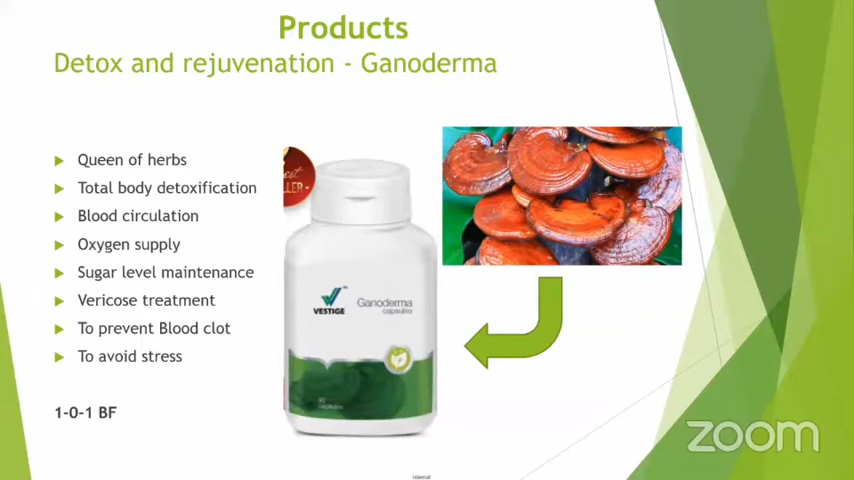 Products
Detox and rejuvenation - Ganoderma
Queen of herbs
Total body detoxification
Blood circulation
Oxygen supply
Sugar level maintenance
Vericose treatment
To prevent Blood clot
To avoid stress
1-0-1 BF
VESTIGE
Ganoderma
capsules
capsules
zoom